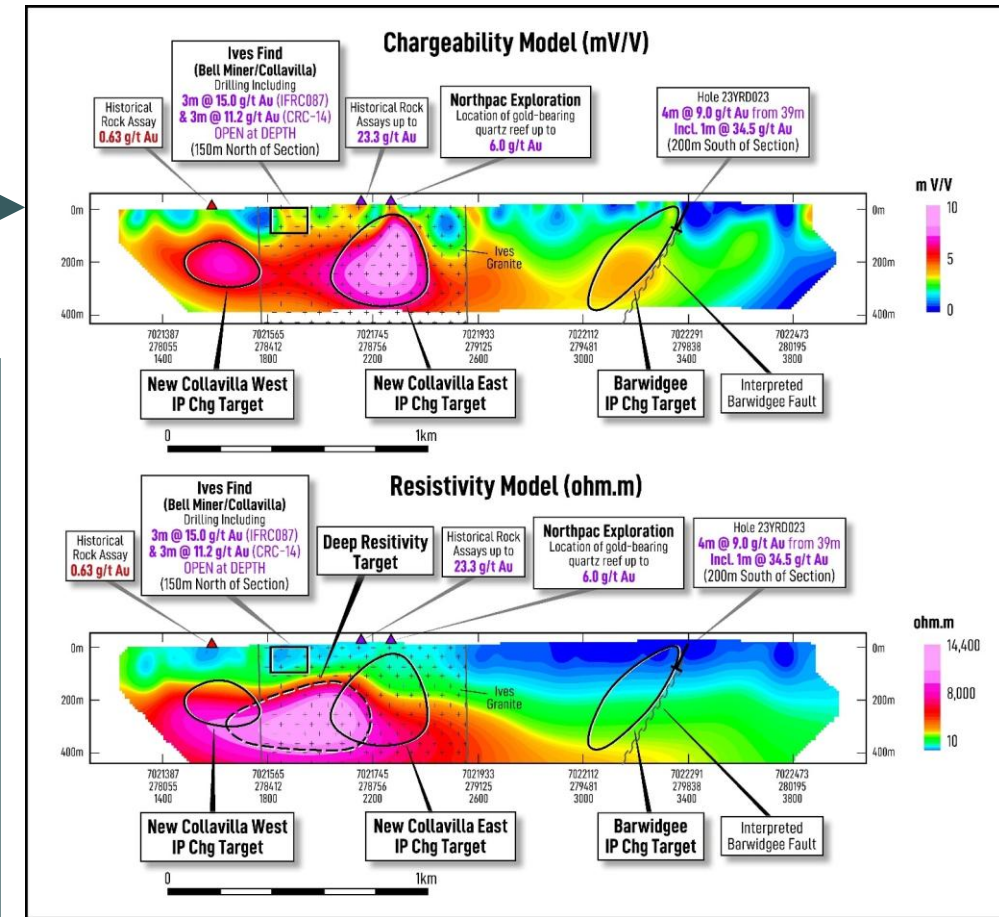 Chargeability Model (mV/V)
Ives Find
(Bell Miner/Collavilla)
Drilling Including
3m @ 15.0 g/t Au (IFRC087)
& 3m @ 11.2 g/t Au (CRC-14)
OPEN at DEPTH
(150m North of Section)
Historical
Rock Assay
0.63 g/t Au
Historical Rock
Assays up to
23.3 g/t Au
Northpac Exploration
Location of gold-bearing
quartz reef up to
6.0 g/t Au
Hole 23YRD023
4m @ 9.0 g/t Au from 39m
Incl. 1m @ 34.5 g/t Au
(200m South of Section)
m V/V
10
5
0
0m
200m
400m
0m
200m
400m
Ives
Granite
7021387 7021565 7021745 7021933 7022112 7022291 7022473
278055 278412 278756 279115 279481 279838 280195
1400 1800 2200 2600 3000 3400 3800
New Collavilla West
IP Chg Target
New Collavilla East
IP Chg Target
Barwidgee
IP Chg Target
Interpreted
Barwidgee Fault
0 1km
Resistivity Model (ohm.m)
Ives Find
(Bell Miner/Collavilla)
Drilling Including
3m @ 15.0 g/t Au (IFRC087)
& 3m @ 11.2 g/t Au (CRC-14)
OPEN at DEPTH
(150m North of Section)
Historical
Rock Assay
0.63 g/t Au
Deep Resitivity
Target
Historical Rock
Assays up to
23.3 g/t Au
Northpac Exploration
Location of gold-bearing
quartz reef up to
6.0 g/t Au
Hole 23YRD023
4m @ 9.0 g/t Au from 39m
Incl. 1m @ 34.5 g/t Au
(200m South of Section)
ohm.m
14,400
8,000
10
0m
200m
400m
0m
200m
400m
Ives
Granite
7021387 7021565 7021745 7021933 7022112 7022291 7022473
278055 278412 278756 279115 279481 279838 280195
1400 1800 2200 2600 3000 3400 3800
New Collavilla West
IP Chg Target
New Collavilla East
IP Chg Target
Barwidgee
IP Chg Target
Interpreted
Barwidgee Fault
0 1km